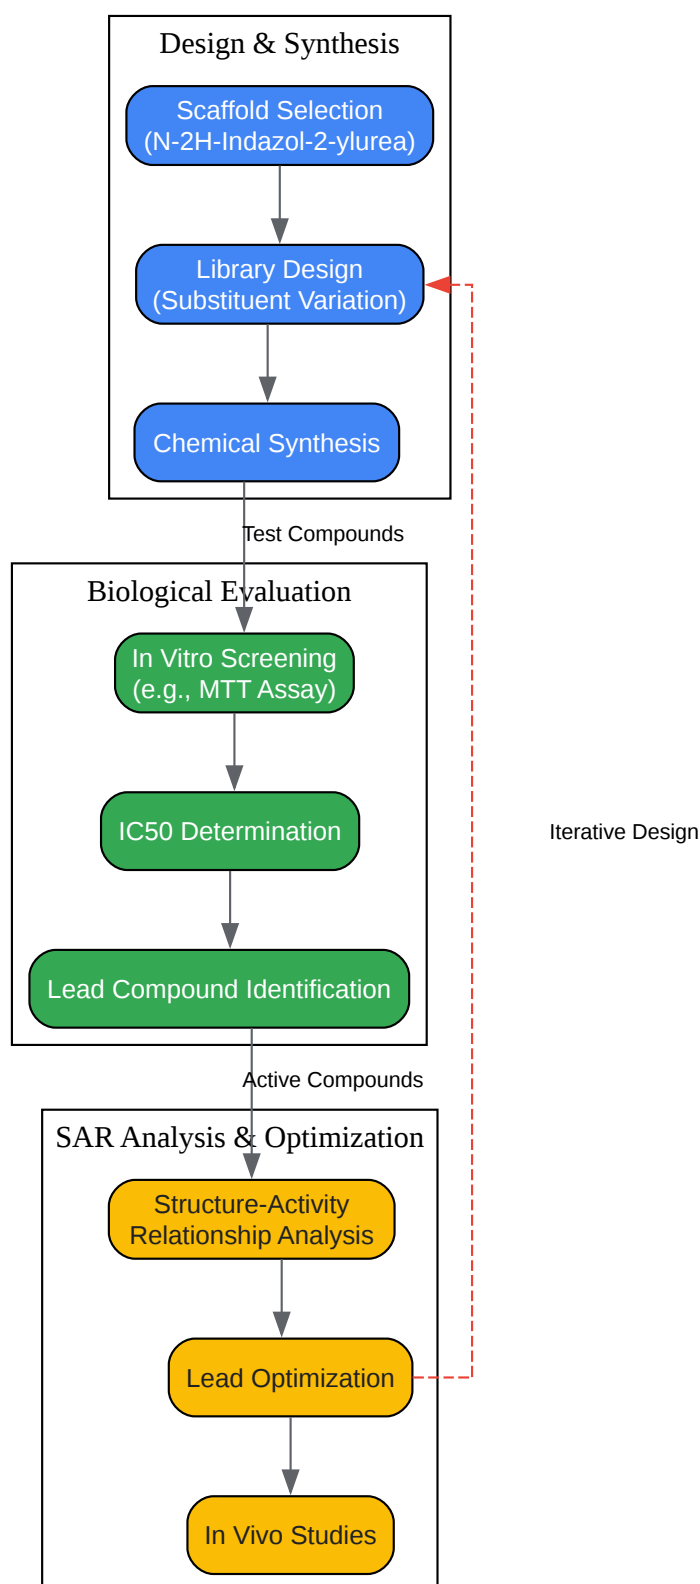 Design & Synthesis
Scaffold Selection
(N-2H-Indazol-2-ylurea)
Library Design
(Substituent Variation)
Chemical Synthesis
Test Compounds
Biological Evaluation
In Vitro Screening
(e.g., MTT Assay)
IC50 Determination
Iterative Design
Lead Compound Identification
Active Compounds
SAR Analysis & Optimization
Structure-Activity
Relationship Analysis
Lead Optimization
In Vivo Studies